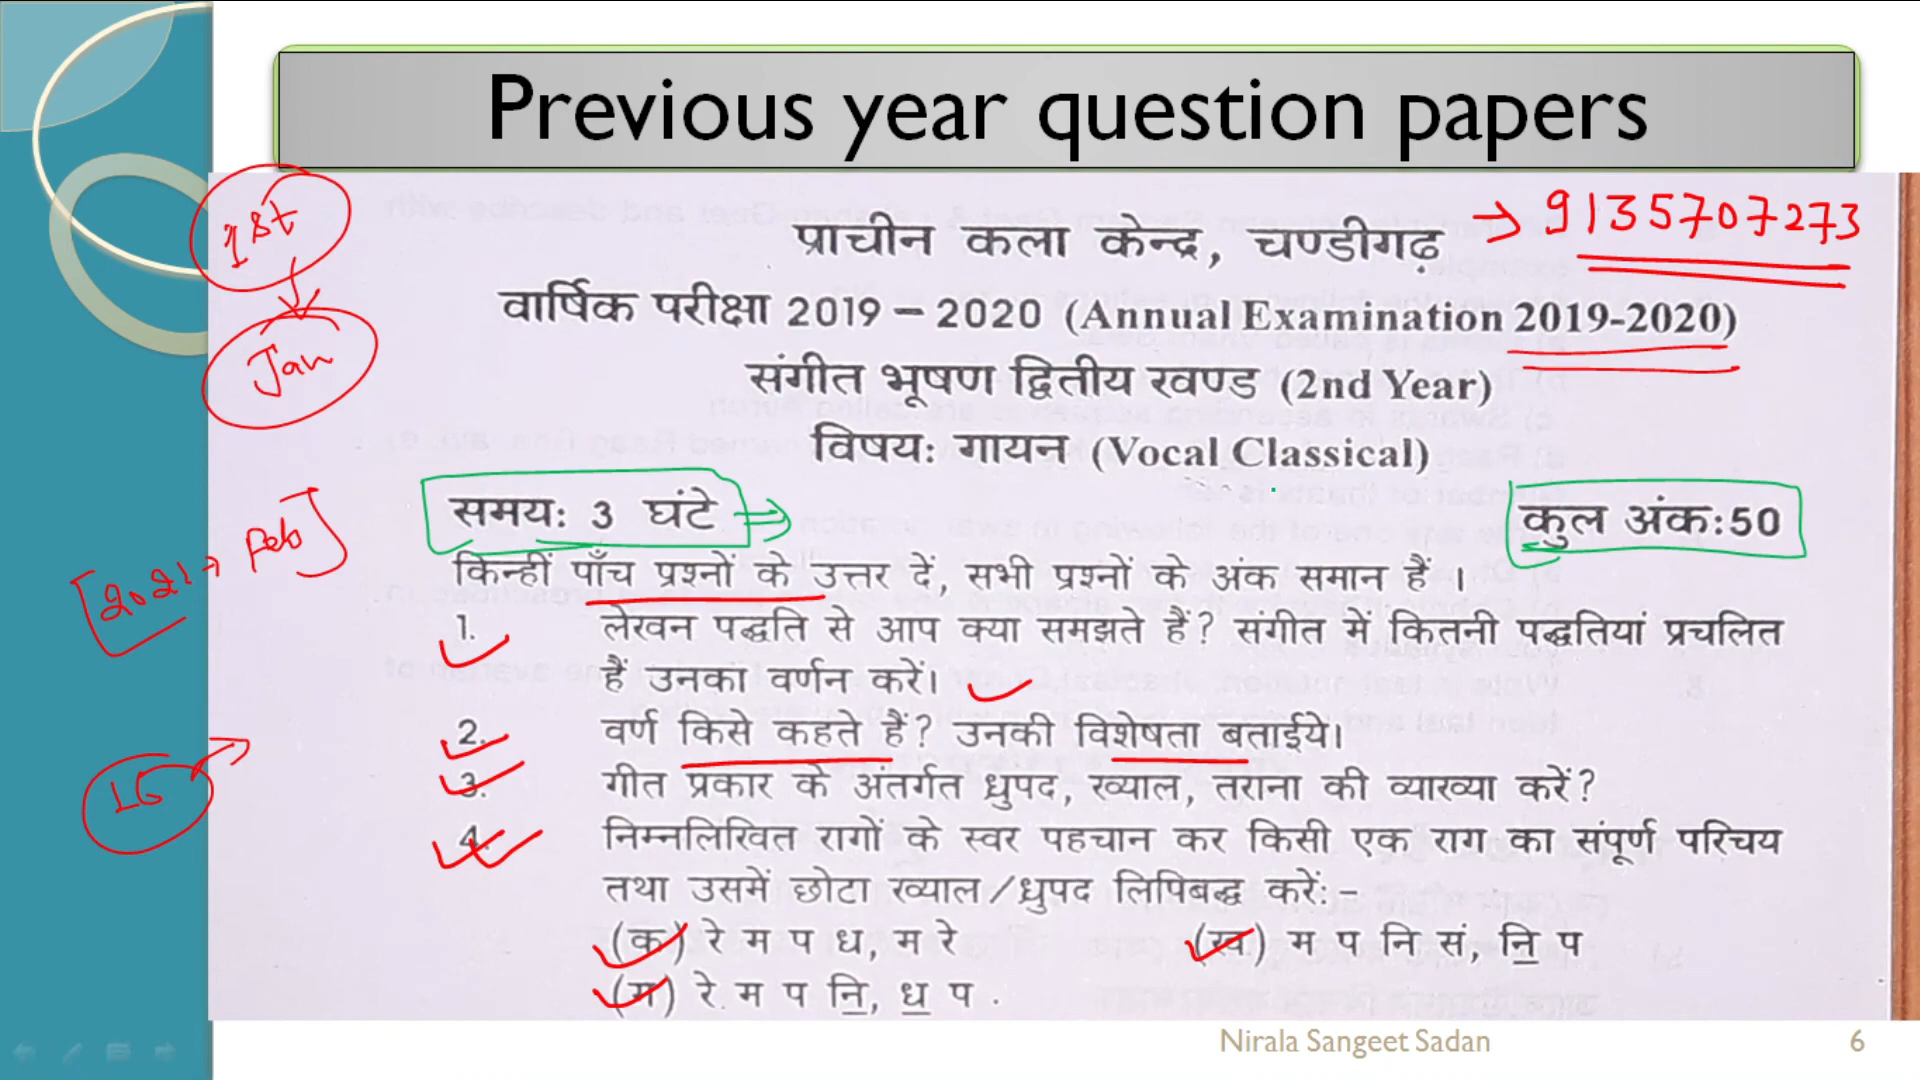 Previous year question papers
1st
→ 9135707273
प्राचीन कला केन्द्र, चण्डीगढ़
वार्षिक परीक्षा 2019 – 2020 (Annual Examination 2019-2020)
Jan
संगीत भूषण द्वितीय खण्ड (2nd Year)
विषय: गायन (Vocal Classical)
समय: 3 घंटे
कुल अंक:50
2021 → Feb
किन्हीं पाँच प्रश्नों के उत्तर दें, सभी प्रश्नों के अंक समान हैं ।
1. लेखन पद्धति से आप क्या समझते हैं? संगीत में कितनी पद्धतियां प्रचलित
हैं उनका वर्णन करें।
2. वर्ण किसे कहते हैं? उनकी विशेषता बताईये।
3. गीत प्रकार के अंतर्गत ध्रुपद, ख्याल, तराना की व्याख्या करें?
4. निम्नलिखित रागों के स्वर पहचान कर किसी एक राग का संपूर्ण परिचय
तथा उसमें छोटा ख्याल/ध्रुपद लिपिबद्ध करें:–
(क) रे म प ध, म रे (ख) म प नि सं, नि॒ प
(ग) रे म प नि॒, ध॒ प .
Nirala Sangeet Sadan 6